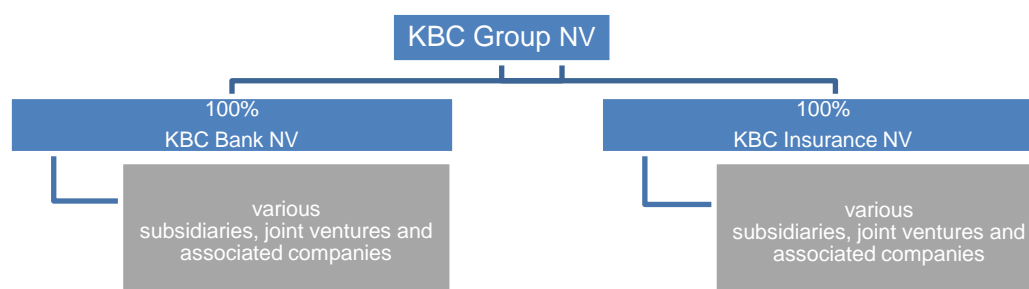 KBC Group NV
100%
KBC Bank NV
100%
KBC Insurance NV
various
subsidiaries, joint ventures and
associated companies
various
subsidiaries, joint ventures and
associated companies